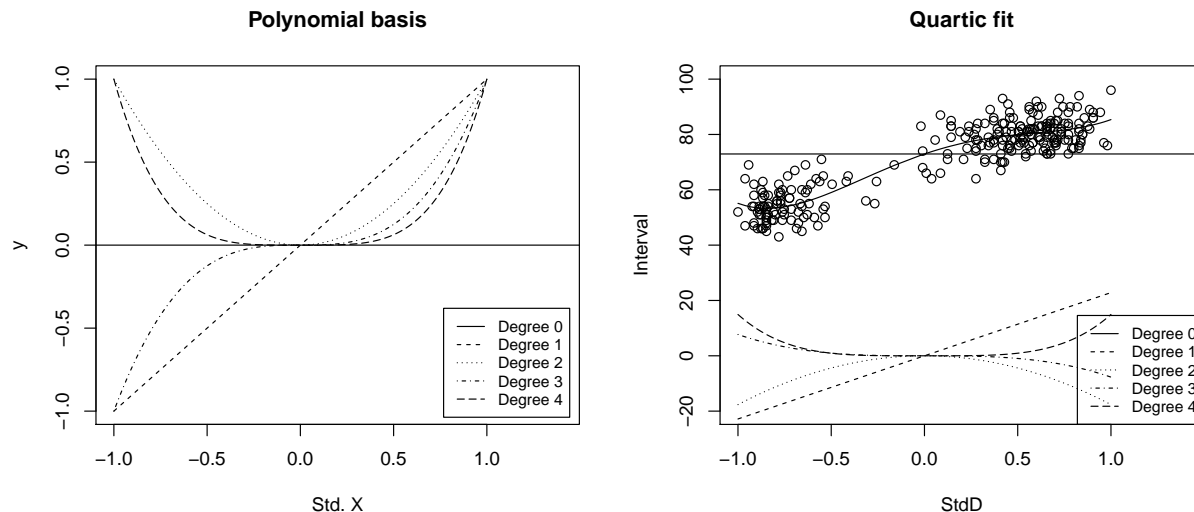 Polynomial basis
y
1.0
0.5
0.0
−0.5
−1.0
−1.0 −0.5 0.0 0.5 1.0
Std. X
Degree 0
Degree 1
Degree 2
Degree 3
Degree 4
Quartic fit
Interval
100
80
60
40
20
0
−20
−1.0 −0.5 0.0 0.5 1.0
StdD
Degree 0
Degree 1
Degree 2
Degree 3
Degree 4